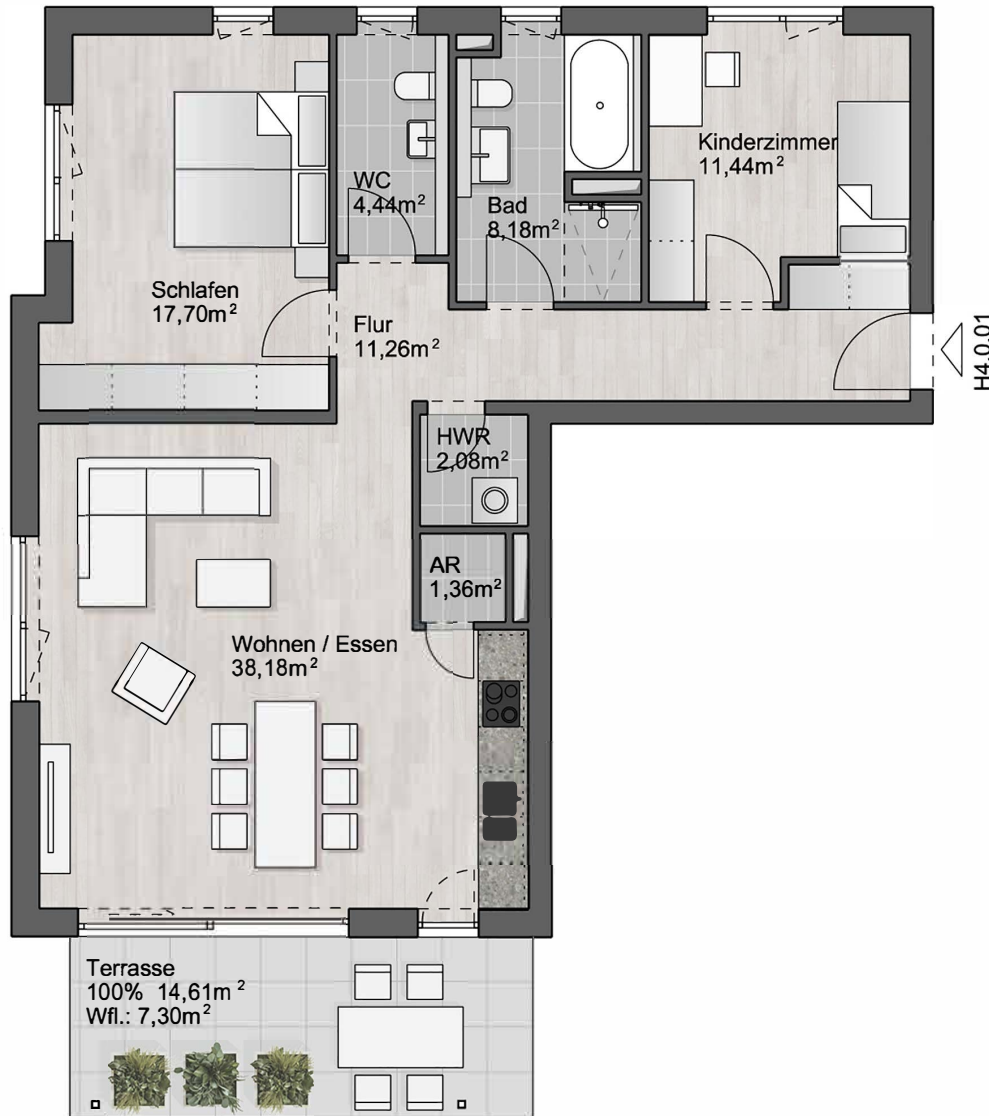 Kinderzimmer
11,44m²
WC
4,44m²
Bad
8,18m²
Schlafen
17,70m²
Flur
11,26m²
H4.0.01
HWR
2,08m²
AR
1,36m²
Wohnen / Essen
38,18m²
Terrasse
100% 14,61m²
Wfl.: 7,30m²